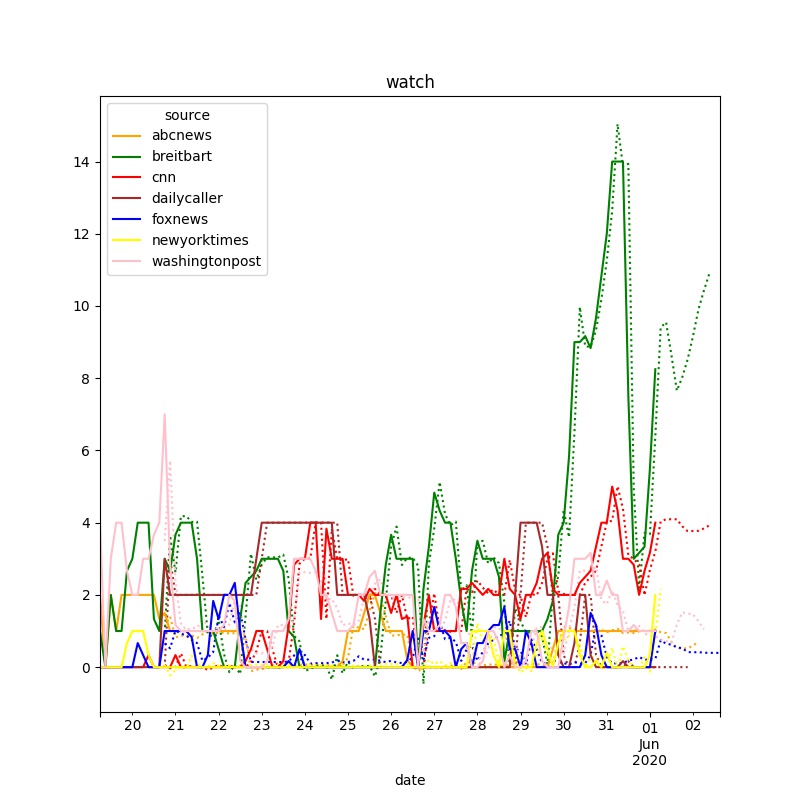 watch
source
abcnews
breitbart
cnn
dailycaller
foxnews
newyorktimes
washingtonpost
14
12
10
8
6
4
2
0
20 21 22 23 24 25 26 27 28 29 30 31 01 02
Jun
2020
date